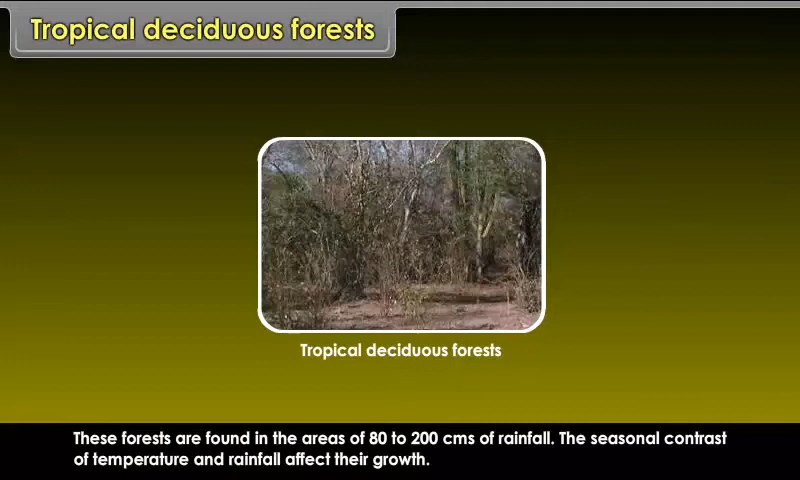 Tropical deciduous forests
Tropical deciduous forests
These forests are found in the areas of 80 to 200 cms of rainfall. The seasonal contrast
of temperature and rainfall affect their growth.